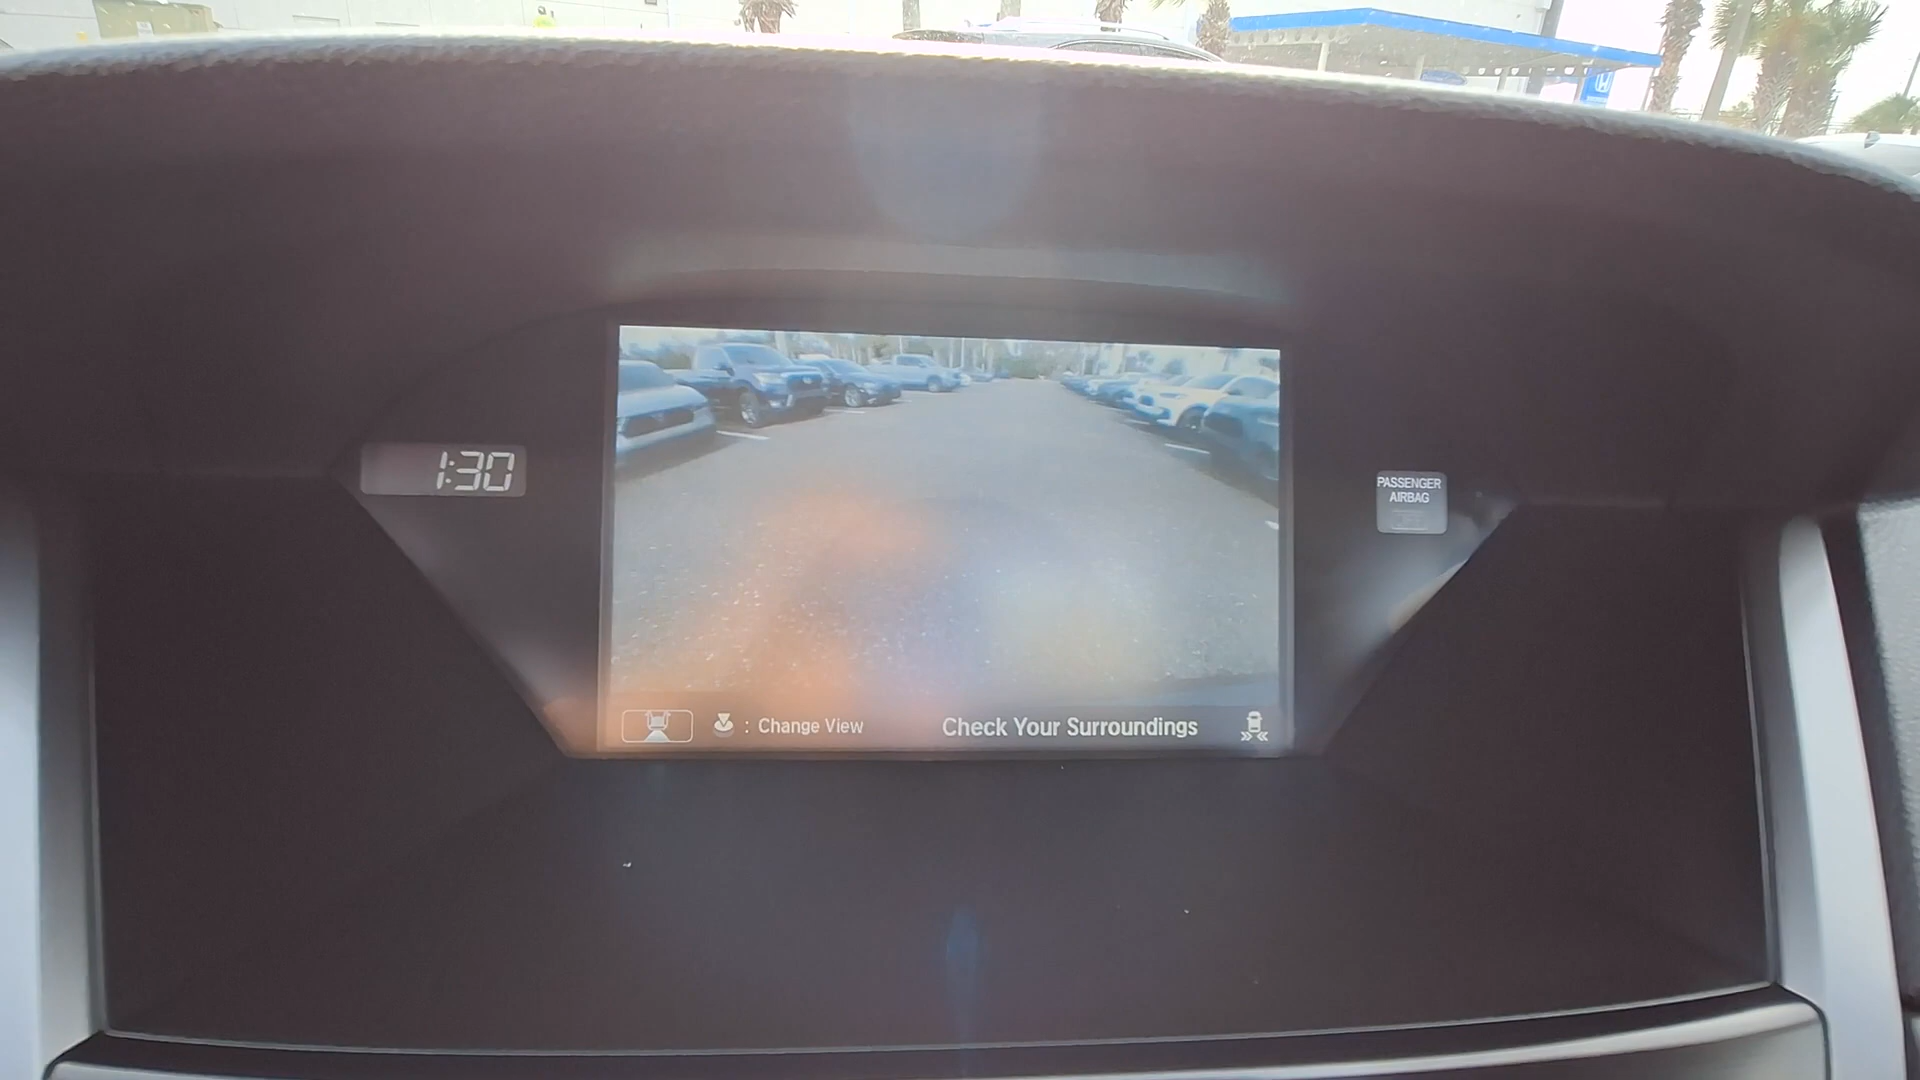 1:30
PASSENGER
AIRBAG
: Change View
Check Your Surroundings